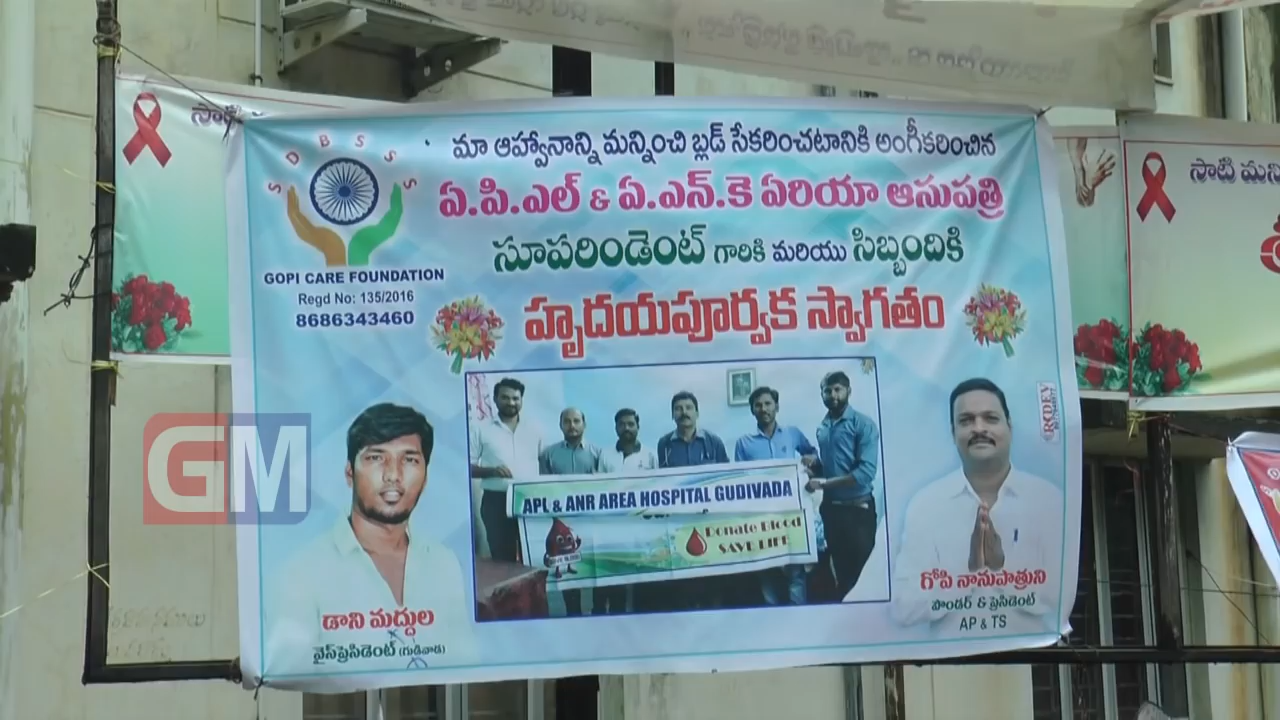 S D B S S S
GOPI CARE FOUNDATION
Regd No: 135/2016
8686343460
మా ఆహ్వానాన్ని మన్నించి బ్లడ్ సేకరించటానికి అంగీకరించిన
ఏ.పి.ఎల్ & ఏ.ఎన్.కె ఏరియా ఆసుపత్రి
సూపరిండెంట్ గారికి మరియు సిబ్బందికి
హృదయపూర్వక స్వాగతం
APL & ANR AREA HOSPITAL GUDIVADA
Donate Blood
SAVE LIFE
GM
డాని మద్దుల
వైస్‌ప్రెసిడెంట్ (గుడివాడ)
గోపి నానుపాత్రుని
పౌండర్ & ప్రెసిడెంట్
AP & TS
సాటి